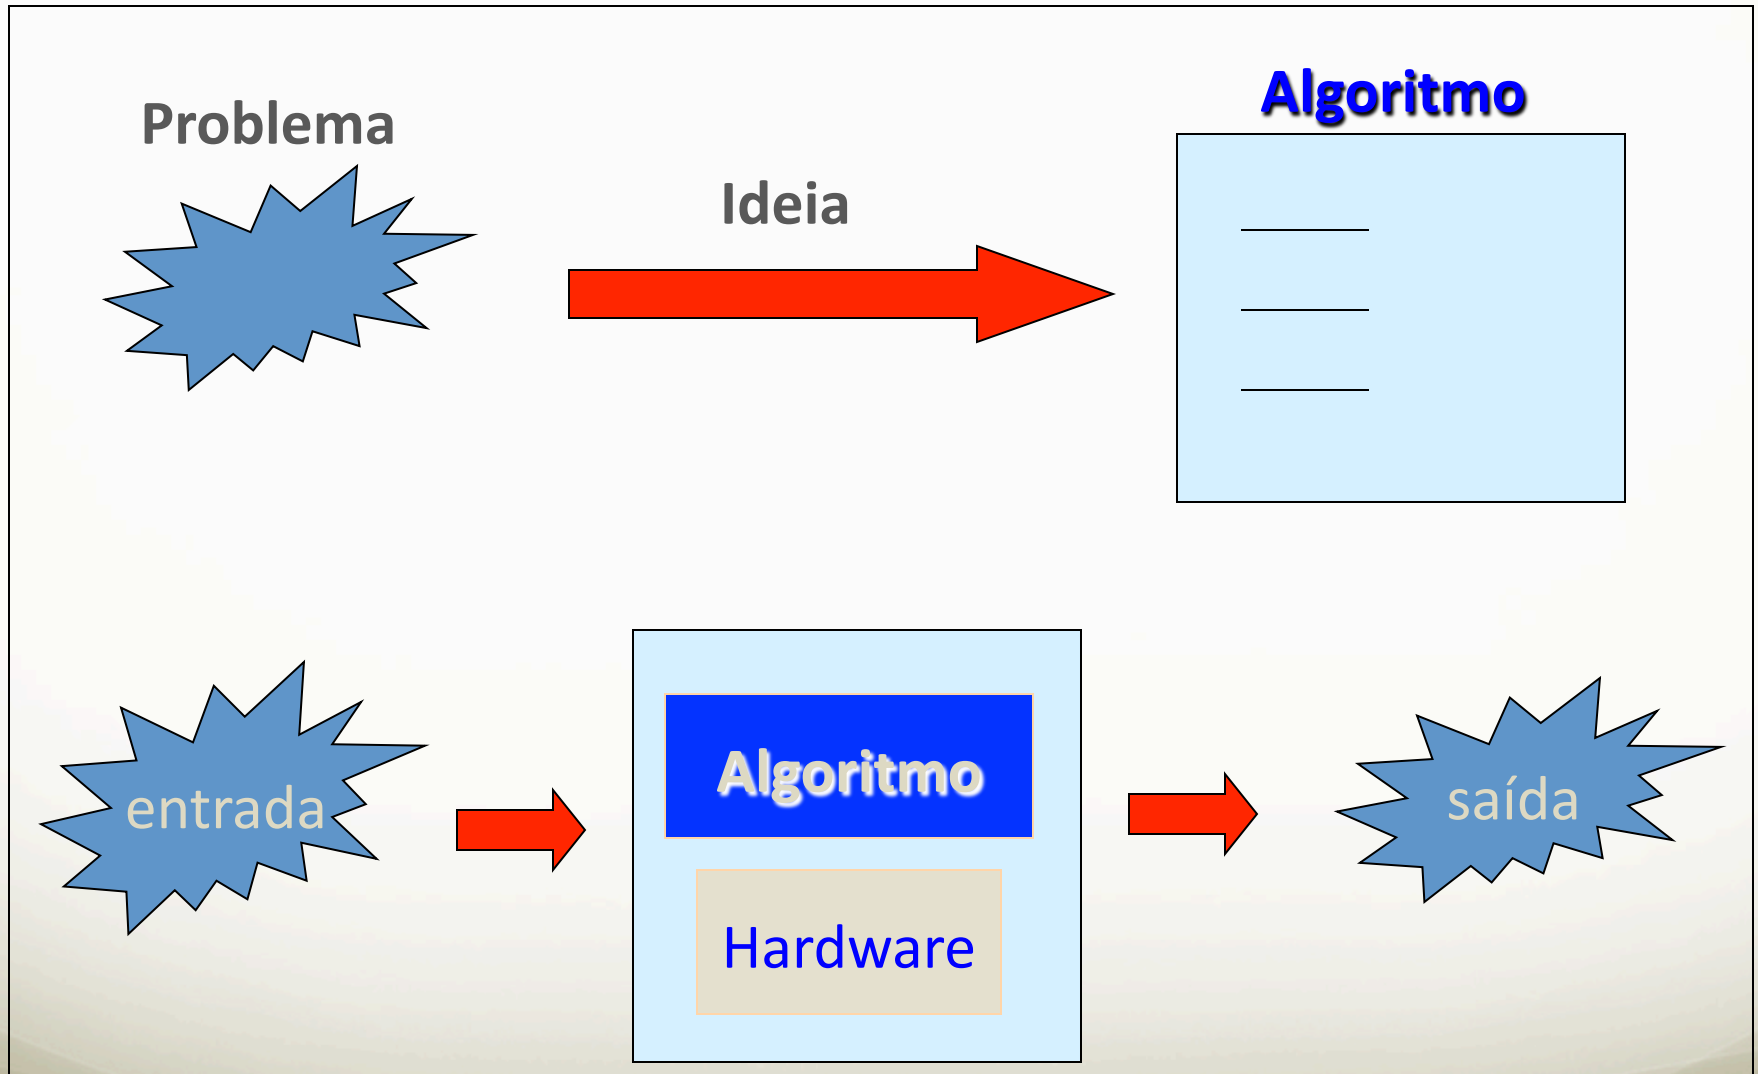 Problema
Algoritmo
Ideia
entrada
Algoritmo
Hardware
saída